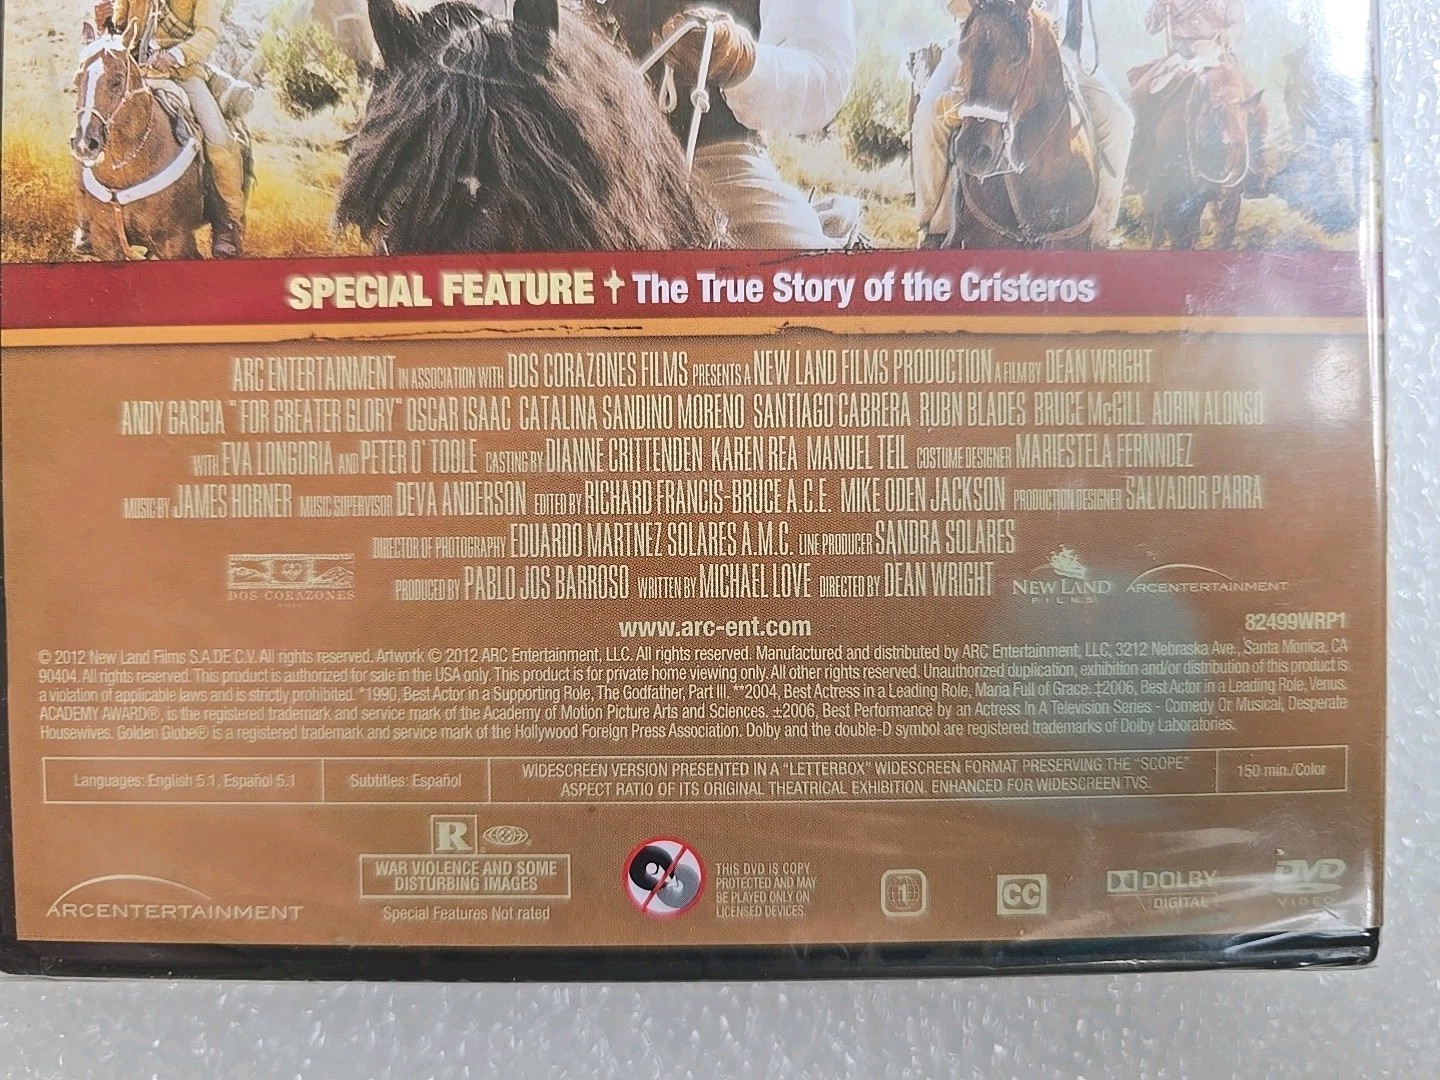 SPECIAL FEATURE The True Story of the Cristeros
ARC ENTERTAINMENT IN ASSOCIATION WITH DOS CORAZONES FILMS PRESENTS A NEW LAND FILMS PRODUCTION A FILM BY DEAN WRIGHT
ANDY GARCIA "FOR GREATER GLORY" OSCAR ISAAC CATALINA SANDINO MORENO SANTIAGO CABRERA RUBN BLADES BRUCE McGILL ADRIN ALONSO
WITH EVA LONGORIA AND PETER O' TOOLE CASTING BY DIANNE CRITTENDEN KAREN REA MANUEL TEIL COSTUME DESIGNER MARIESTELA FERNNDEZ
MUSIC BY JAMES HORNER MUSIC SUPERVISOR DEVA ANDERSON EDITED BY RICHARD FRANCIS-BRUCE A.C.E. MIKE ODEN JACKSON PRODUCTION DESIGNER SALVADOR PARRA
DIRECTOR OF PHOTOGRAPHY EDUARDO MARTNEZ SOLARES A.M.C. LINE PRODUCER SANDRA SOLARES
PRODUCED BY PABLO JOS BARROSO WRITTEN BY MICHAEL LOVE DIRECTED BY DEAN WRIGHT
DOS CORAZONES
FILMS
NEW LAND
FILMS
ARCENTERTAINMENT
www.arc-ent.com
82499WRP1
© 2012 New Land Films S.A.DE C.V. All rights reserved. Artwork © 2012 ARC Entertainment, LLC. All rights reserved. Manufactured and distributed by ARC Entertainment, LLC, 3212 Nebraska Ave., Santa Monica, CA
90404. All rights reserved. This product is authorized for sale in the USA only. This product is for private home viewing only. All other rights reserved. Unauthorized duplication, exhibition and/or distribution of this product is
a violation of applicable laws and is strictly prohibited. *1990, Best Actor in a Supporting Role, The Godfather, Part III. **2004, Best Actress in a Leading Role, Maria Full of Grace. ‡2006, Best Actor in a Leading Role, Venus.
ACADEMY AWARD®, is the registered trademark and service mark of the Academy of Motion Picture Arts and Sciences. ±2006, Best Performance by an Actress In A Television Series - Comedy Or Musical, Desperate
Housewives. Golden Globe® is a registered trademark and service mark of the Hollywood Foreign Press Association. Dolby and the double-D symbol are registered trademarks of Dolby Laboratories.
Languages: English 5.1, Español 5.1
Subtitles: Español
WIDESCREEN VERSION PRESENTED IN A "LETTERBOX" WIDESCREEN FORMAT PRESERVING THE "SCOPE"
ASPECT RATIO OF ITS ORIGINAL THEATRICAL EXHIBITION. ENHANCED FOR WIDESCREEN TVS.
150 min./Color
R
WAR VIOLENCE AND SOME
DISTURBING IMAGES
Special Features Not rated
ARCENTERTAINMENT
THIS DVD IS COPY
PROTECTED AND MAY
BE PLAYED ONLY ON
LICENSED DEVICES.
1
CC
DOLBY
DIGITAL
DVD
VIDEO